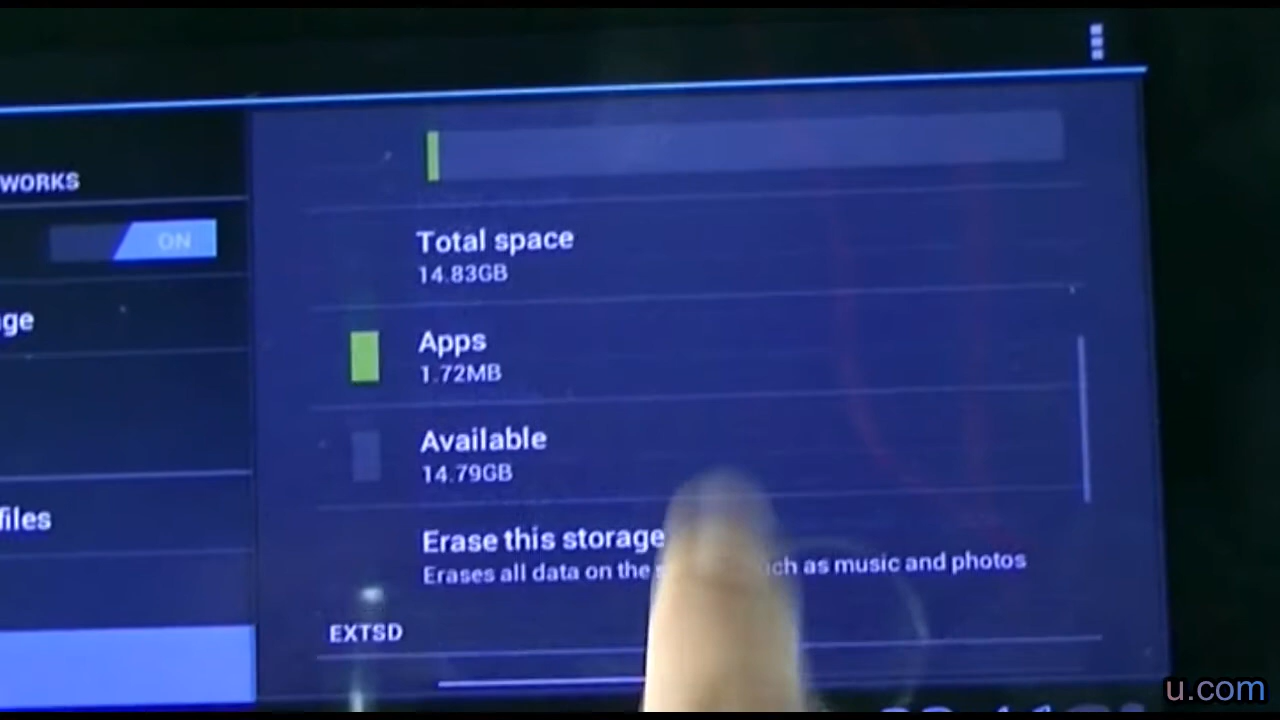 WORKS
ON
ge
files
Total space
14.83GB
Apps
1.72MB
Available
14.79GB
Erase this storage
Erases all data on the
ch as music and photos
EXTSD
u.com